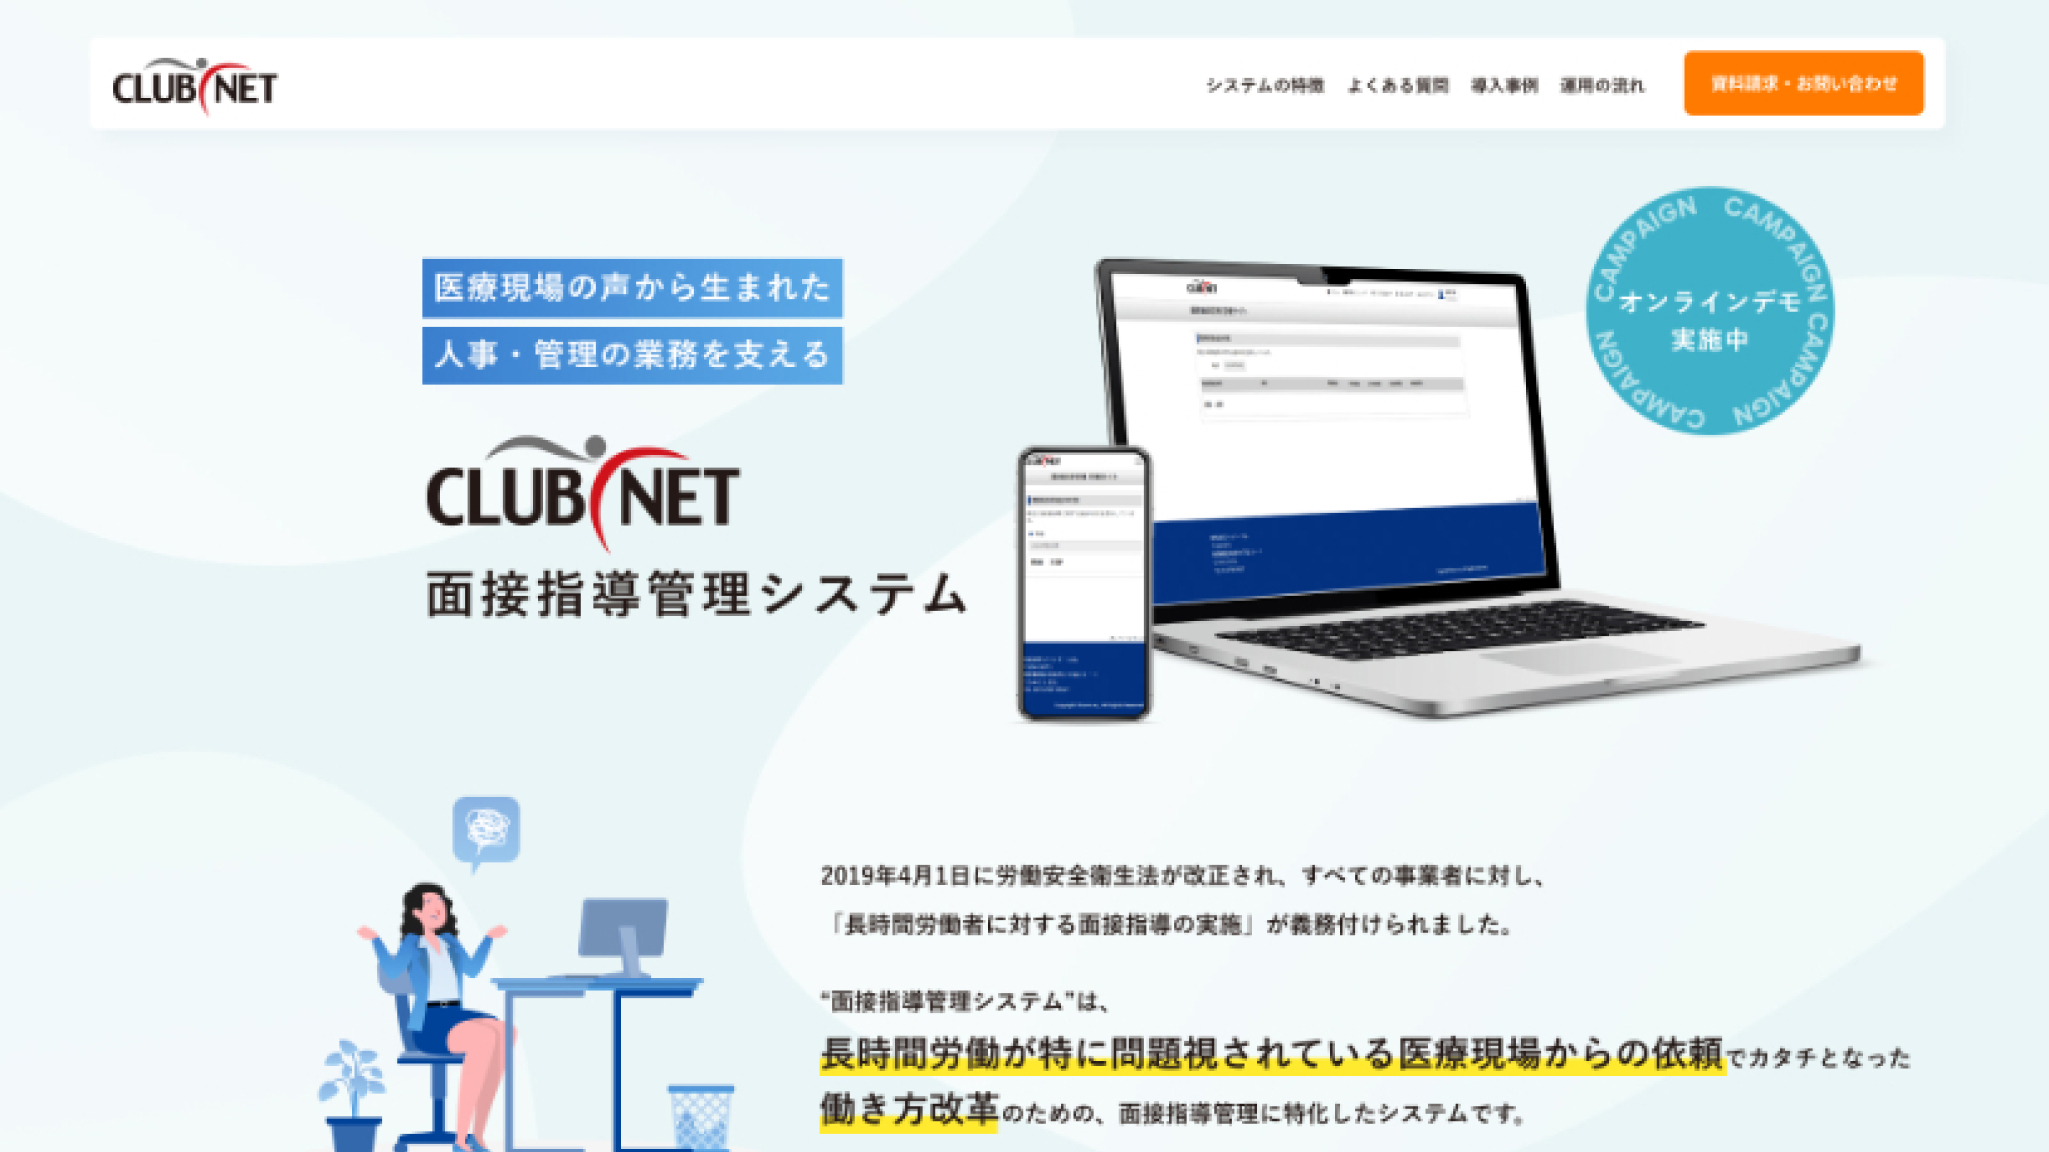 CLUB NET
システムの特徴 よくある質問 導入事例 運用の流れ 資料請求・お問い合わせ
医療現場の声から生まれた
人事・管理の業務を支える
CLUB NET
面接指導管理システム
CAMPAIGN CAMPAIGN CAMPAIGN CAMPAIGN CAMPAIGN CAMPAIGN
オンラインデモ
実施中
2019年4月1日に労働安全衛生法が改正され、すべての事業者に対し、
「長時間労働者に対する面接指導の実施」が義務付けられました。
“面接指導管理システム”は、
長時間労働が特に問題視されている医療現場からの依頼でカタチとなった
働き方改革のための、面接指導管理に特化したシステムです。